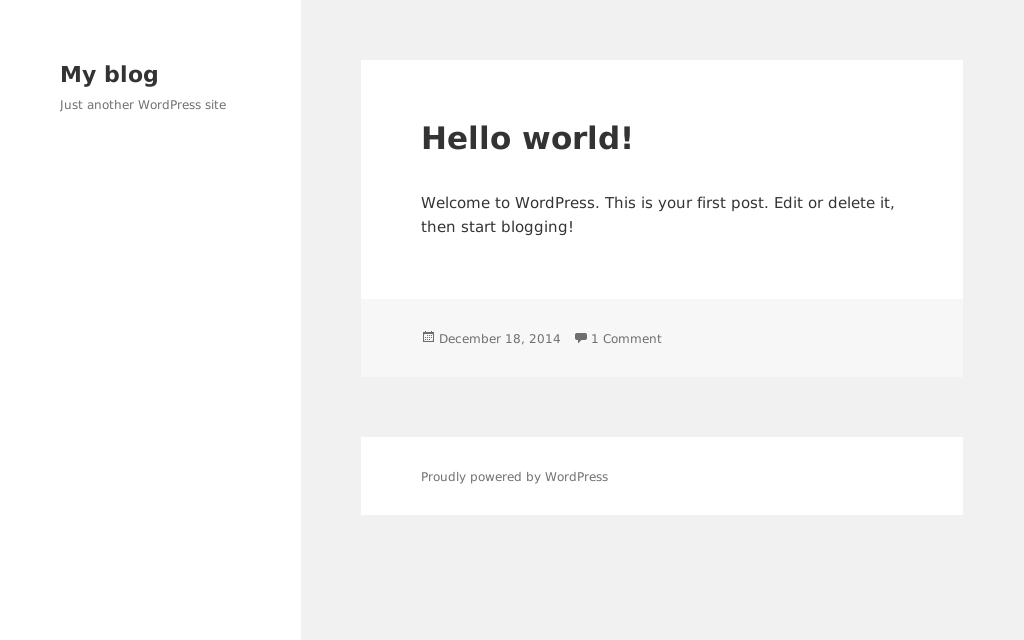 My blog
Just another WordPress site
Hello world!
Welcome to WordPress. This is your first post. Edit or delete it,
then start blogging!
December 18, 2014 1 Comment
Proudly powered by WordPress